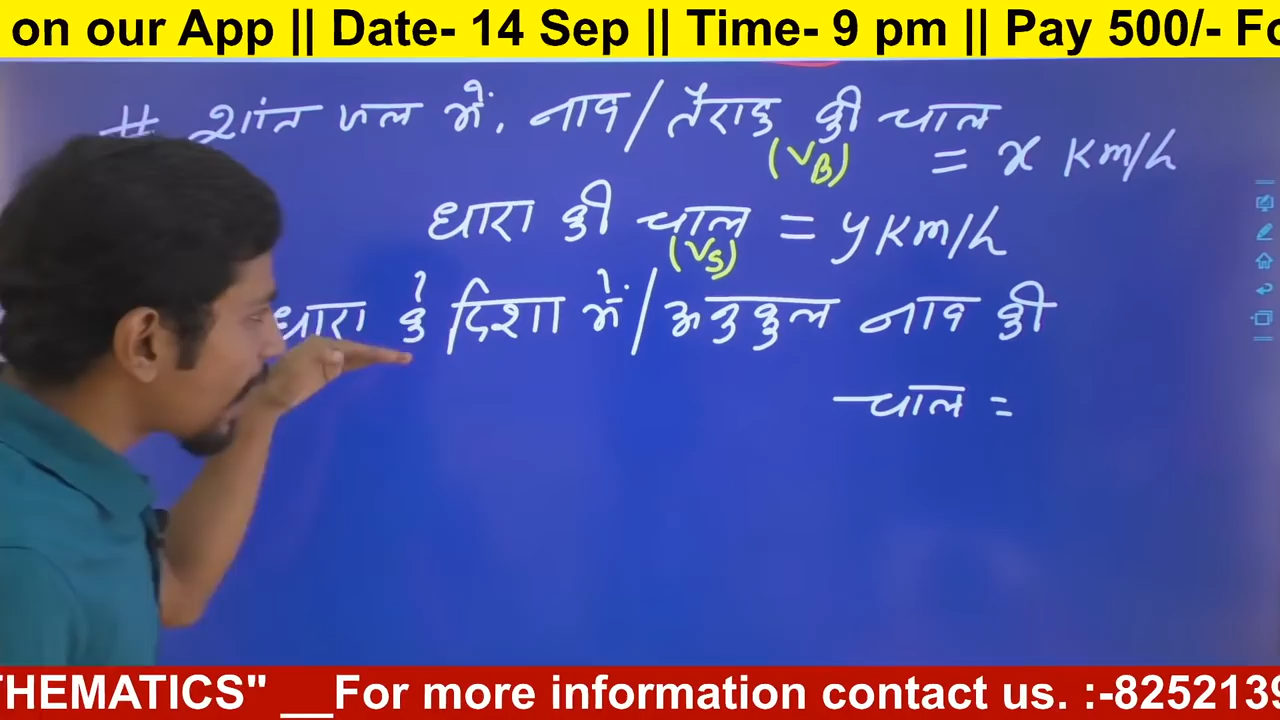 on our App || Date- 14 Sep || Time- 9 pm || Pay 500/- Fo
# शांत जल में, नाव/तैराक की चाल
(VB) = x Km/h
धारा की चाल = y Km/h
(VS)
धारा के दिशा में/अनुकुल नाव की
चाल =
THEMATICS" __For more information contact us. :-8252139